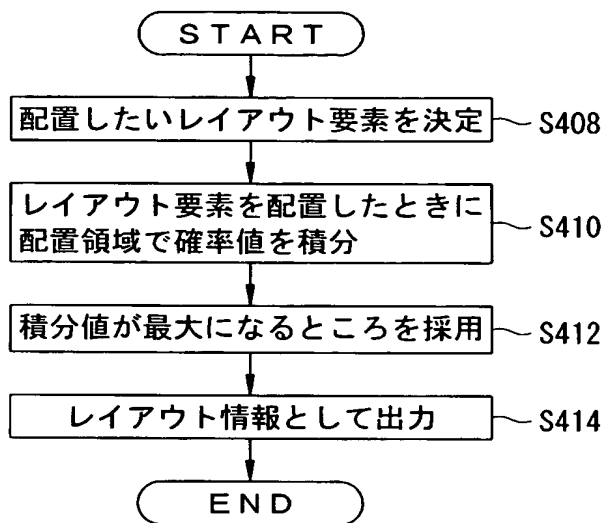 START
配置したいレイアウト要素を決定
S408
レイアウト要素を配置したときに
配置領域で確率値を積分
S410
積分値が最大になるところを採用
S412
レイアウト情報として出力
S414
END